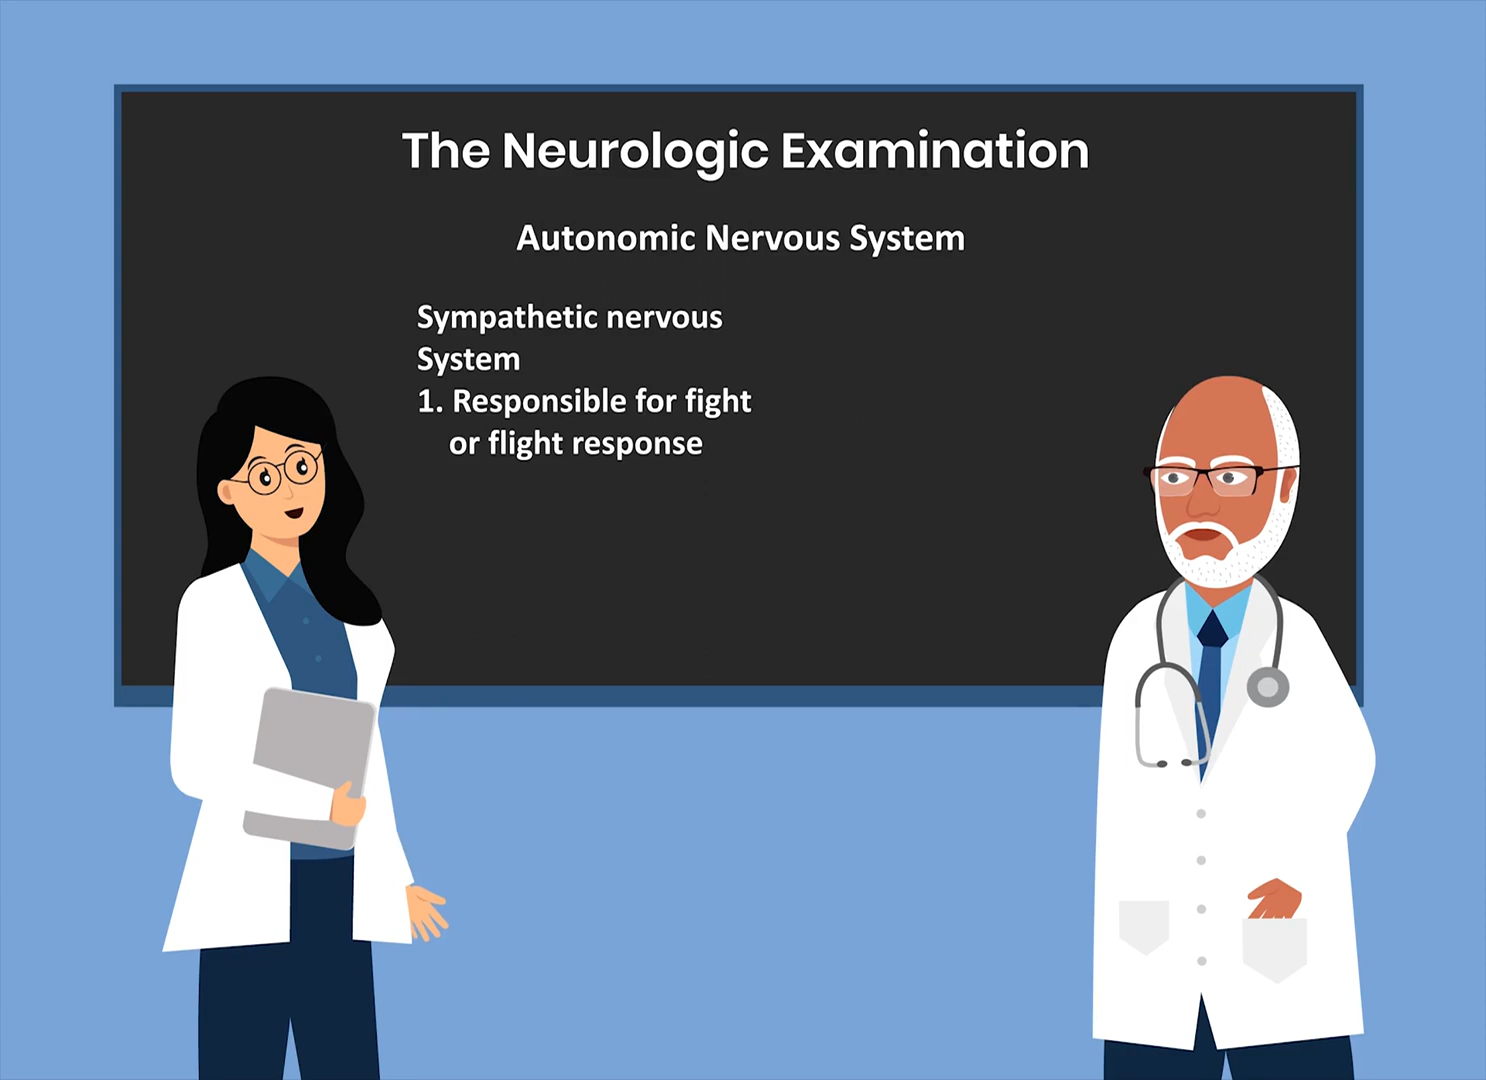 The Neurologic Examination
Autonomic Nervous System
Sympathetic nervous
System
1. Responsible for fight
or flight response